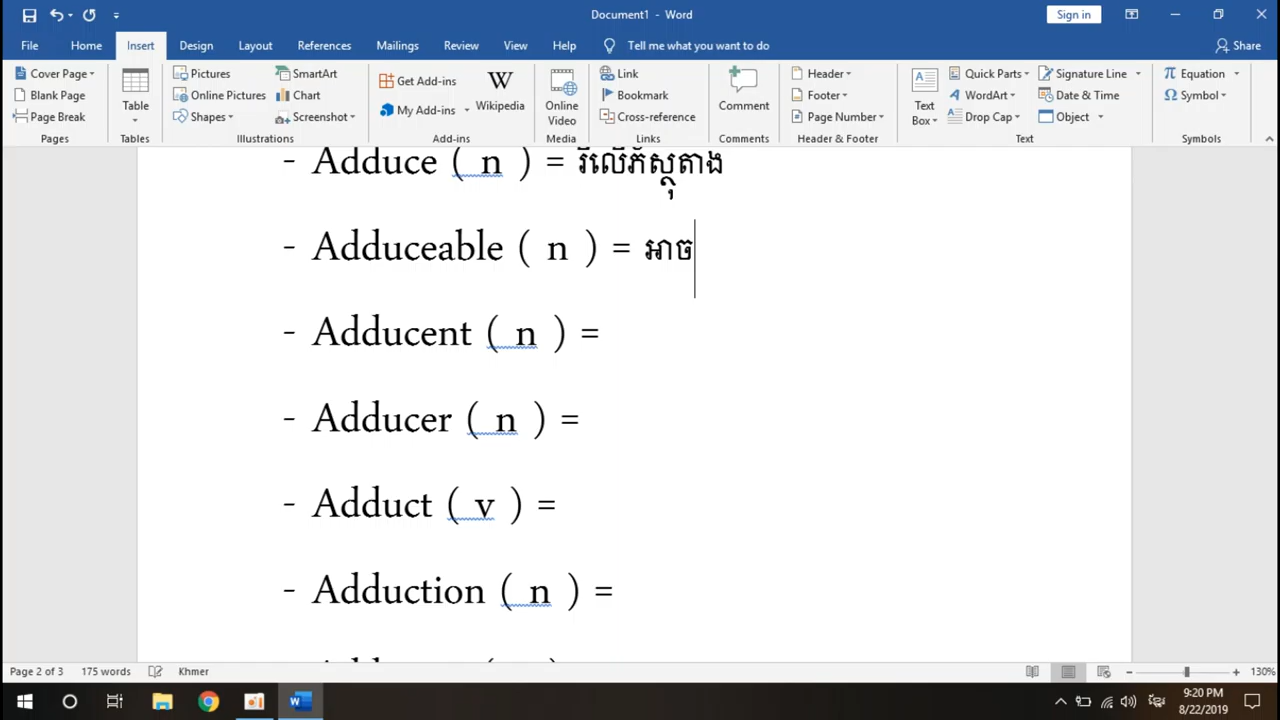 Document1 - Word
Sign in
File Home Insert Design Layout References Mailings Review View Help Tell me what you want to do Share
Cover Page
Blank Page
Page Break
Pages
Table
Tables
Pictures
Online Pictures
Shapes
SmartArt
Chart
Screenshot
Illustrations
Get Add-ins
My Add-ins
Wikipedia
Add-ins
Online Video
Media
Link
Bookmark
Cross-reference
Links
Comment
Comments
Header
Footer
Page Number
Header & Footer
Text Box
Quick Parts
WordArt
Drop Cap
Signature Line
Date & Time
Object
Text
Equation
Symbol
Symbols
- Adduce ( n ) = រឺលើភ័ស្តុតាង
- Adduceable ( n ) = អាច
- Adducent ( n ) =
- Adducer ( n ) =
- Adduct ( v ) =
- Adduction ( n ) =
Page 2 of 3 175 words Khmer 130%
9:20 PM
8/22/2019